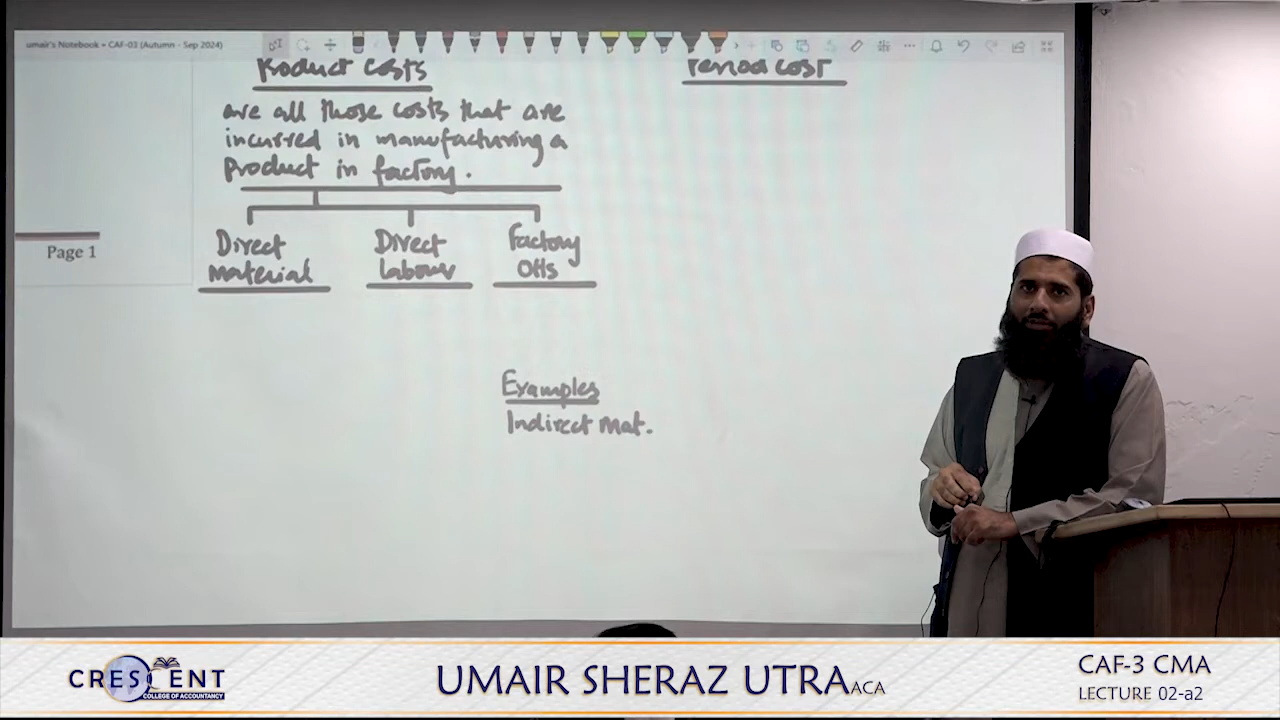 umair's Notebook • CAF-03 (Autumn - Sep 2024)
Product Costs
Period Cost
are all those costs that are
incurred in manufacturing a
Product in factory.
Page 1
Direct
material
Direct
labour
Factory
OHs
Examples
Indirect Mat.
CRESCENT
COLLEGE OF ACCOUNTANCY
UMAIR SHERAZ UTRA ACA
CAF-3 CMA
LECTURE 02-a2